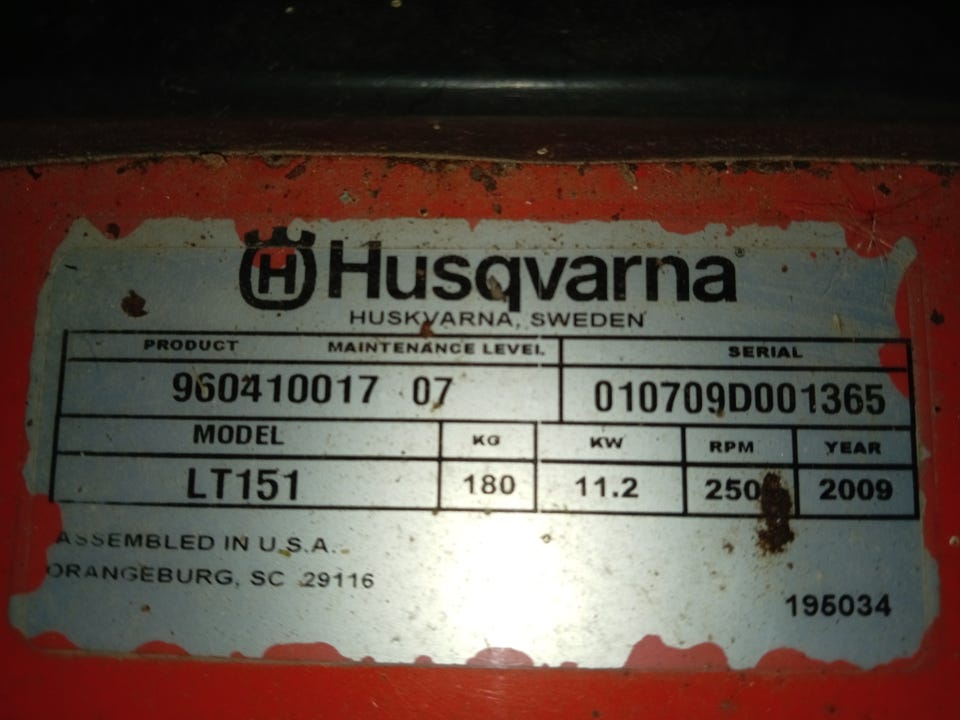 HUSQVARNA
HUSKVARNA, SWEDEN
PRODUCT MAINTENANCE LEVEL SERIAL
960410017 07 010709D001365
MODEL KG KW RPM YEAR
LT151 180 11.2 2009
ASSEMBLED IN U.S.A.
ORANGEBURG, SC 29116
195034